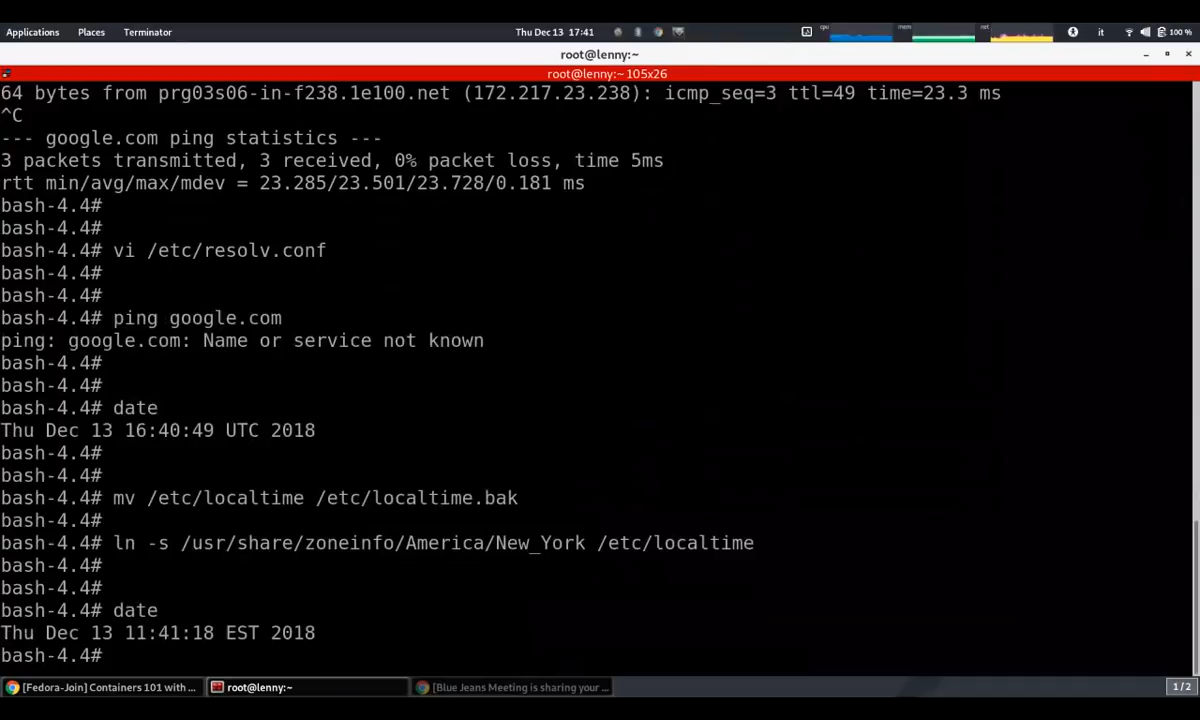 Applications Places Terminator Thu Dec 13 17:41 cpu mem net it 100 %
root@lenny:~
root@lenny:~ 105x26
64 bytes from prg03s06-in-f238.1e100.net (172.217.23.238): icmp_seq=3 ttl=49 time=23.3 ms
^C
--- google.com ping statistics ---
3 packets transmitted, 3 received, 0% packet loss, time 5ms
rtt min/avg/max/mdev = 23.285/23.501/23.728/0.181 ms
bash-4.4#
bash-4.4#
bash-4.4# vi /etc/resolv.conf
bash-4.4#
bash-4.4#
bash-4.4# ping google.com
ping: google.com: Name or service not known
bash-4.4#
bash-4.4#
bash-4.4# date
Thu Dec 13 16:40:49 UTC 2018
bash-4.4#
bash-4.4#
bash-4.4# mv /etc/localtime /etc/localtime.bak
bash-4.4#
bash-4.4# ln -s /usr/share/zoneinfo/America/New_York /etc/localtime
bash-4.4#
bash-4.4#
bash-4.4# date
Thu Dec 13 11:41:18 EST 2018
bash-4.4#
[Fedora-Join] Containers 101 with ... root@lenny:~ [Blue Jeans Meeting is sharing your ... 1/2